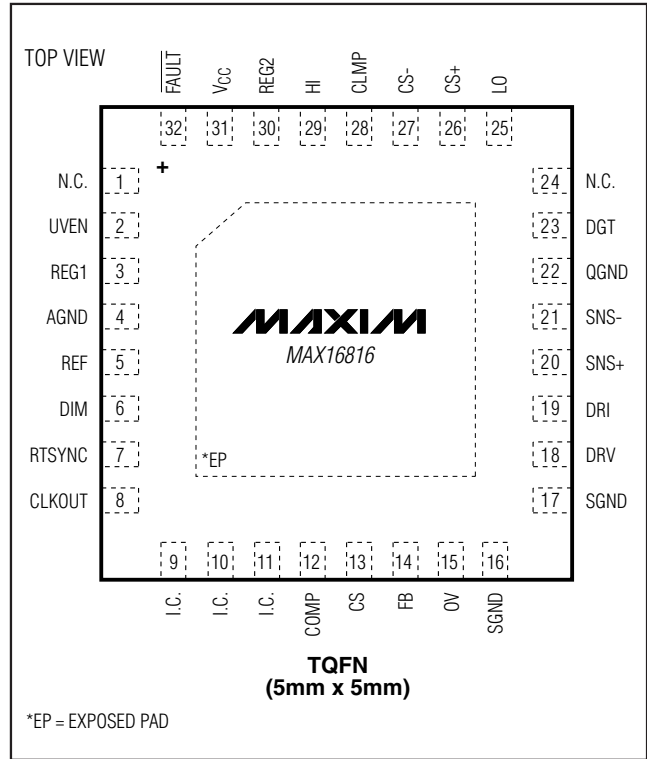 TOP VIEW
FAULT
VCC
REG2
HI
CLMP
CS-
CS+
LO
32 31 30 29 28 27 26 25
+
N.C. 1
UVEN 2
REG1 3
AGND 4
REF 5
DIM 6
RTSYNC 7
CLKOUT 8
24 N.C.
23 DGT
22 QGND
21 SNS-
20 SNS+
19 DRI
18 DRV
17 SGND
MAXIM
MAX16816
*EP
9 10 11 12 13 14 15 16
I.C.
I.C.
I.C.
COMP
CS
FB
OV
SGND
TQFN
(5mm x 5mm)
*EP = EXPOSED PAD